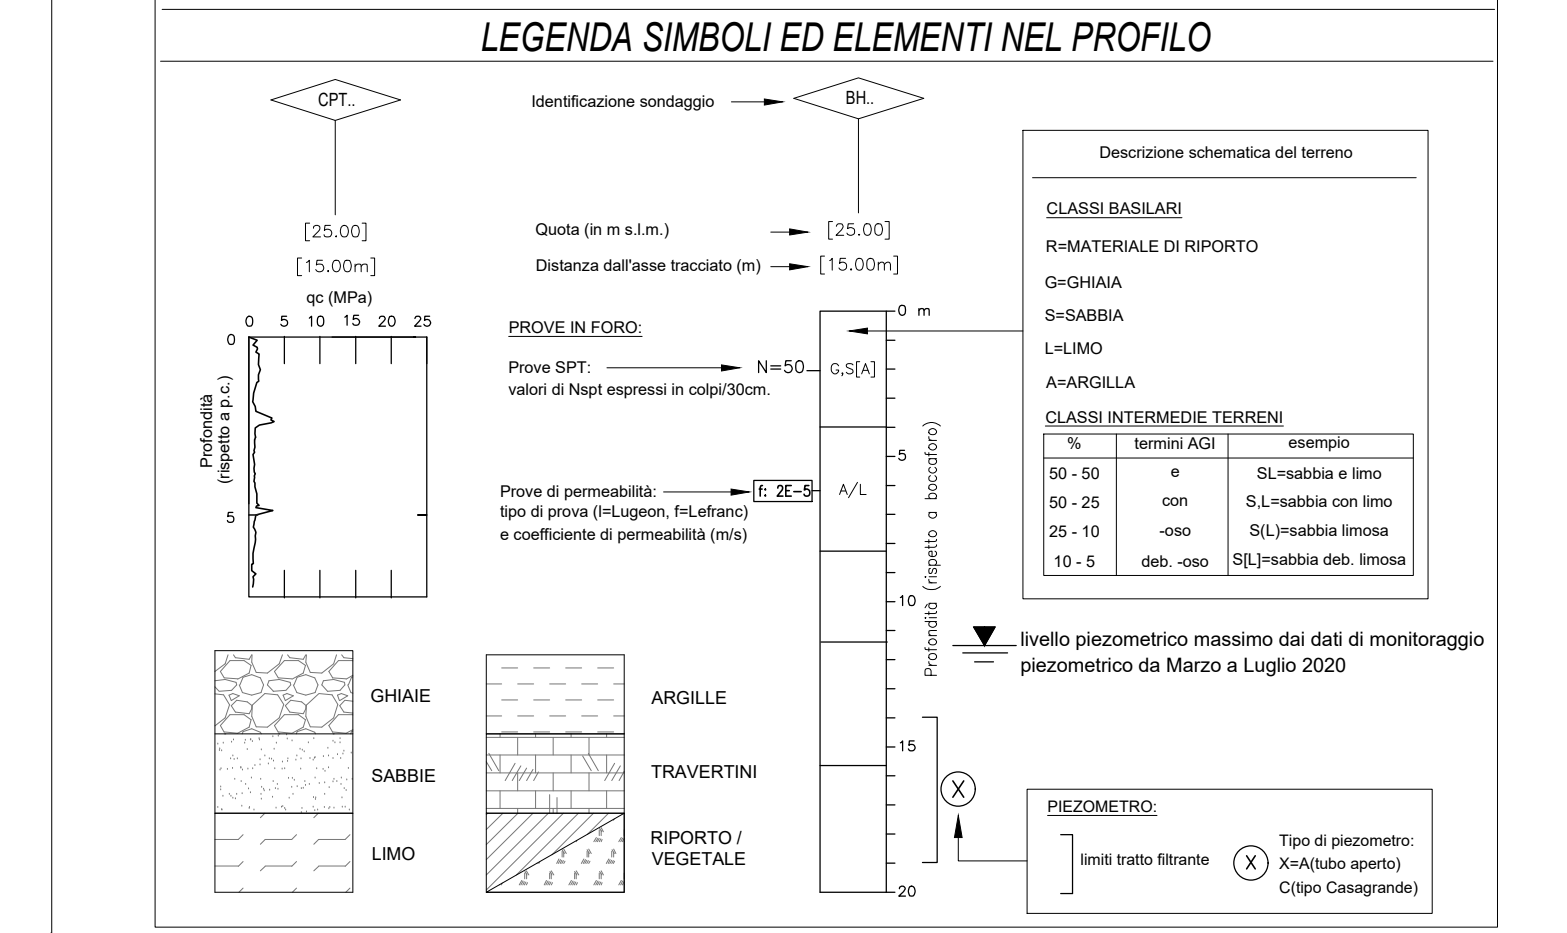 LEGENDA SIMBOLI ED ELEMENTI NEL PROFILO
CPT..
Identificazione sondaggio
BH..
[25.00]
[15.00m]
Quota (in m s.l.m.)
[25.00]
Distanza dall'asse tracciato (m)
[15.00m]
qc (MPa)
0 5 10 15 20 25
0
5
Profondità
(rispetto a p.c.)
PROVE IN FORO:
Prove SPT:
valori di Nspt espressi in colpi/30cm.
N=50
G,S[A]
Prove di permeabilità:
tipo di prova (l=Lugeon, f=Lefranc)
e coefficiente di permeabilità (m/s)
f: 2E-5
A/L
0 m
5
10
15
20
Profondità (rispetto a boccaforo)
Descrizione schematica del terreno
CLASSI BASILARI
R=MATERIALE DI RIPORTO
G=GHIAIA
S=SABBIA
L=LIMO
A=ARGILLA
CLASSI INTERMEDIE TERRENI
% termini AGI esempio
50 - 50 e SL=sabbia e limo
50 - 25 con S,L=sabbia con limo
25 - 10 -oso S(L)=sabbia limosa
10 - 5 deb. -oso S[L]=sabbia deb. limosa
livello piezometrico massimo dai dati di monitoraggio
piezometrico da Marzo a Luglio 2020
GHIAIE
SABBIE
LIMO
ARGILLE
TRAVERTINI
RIPORTO /
VEGETALE
X
PIEZOMETRO:
limiti tratto filtrante
X
Tipo di piezometro:
X=A(tubo aperto)
C(tipo Casagrande)